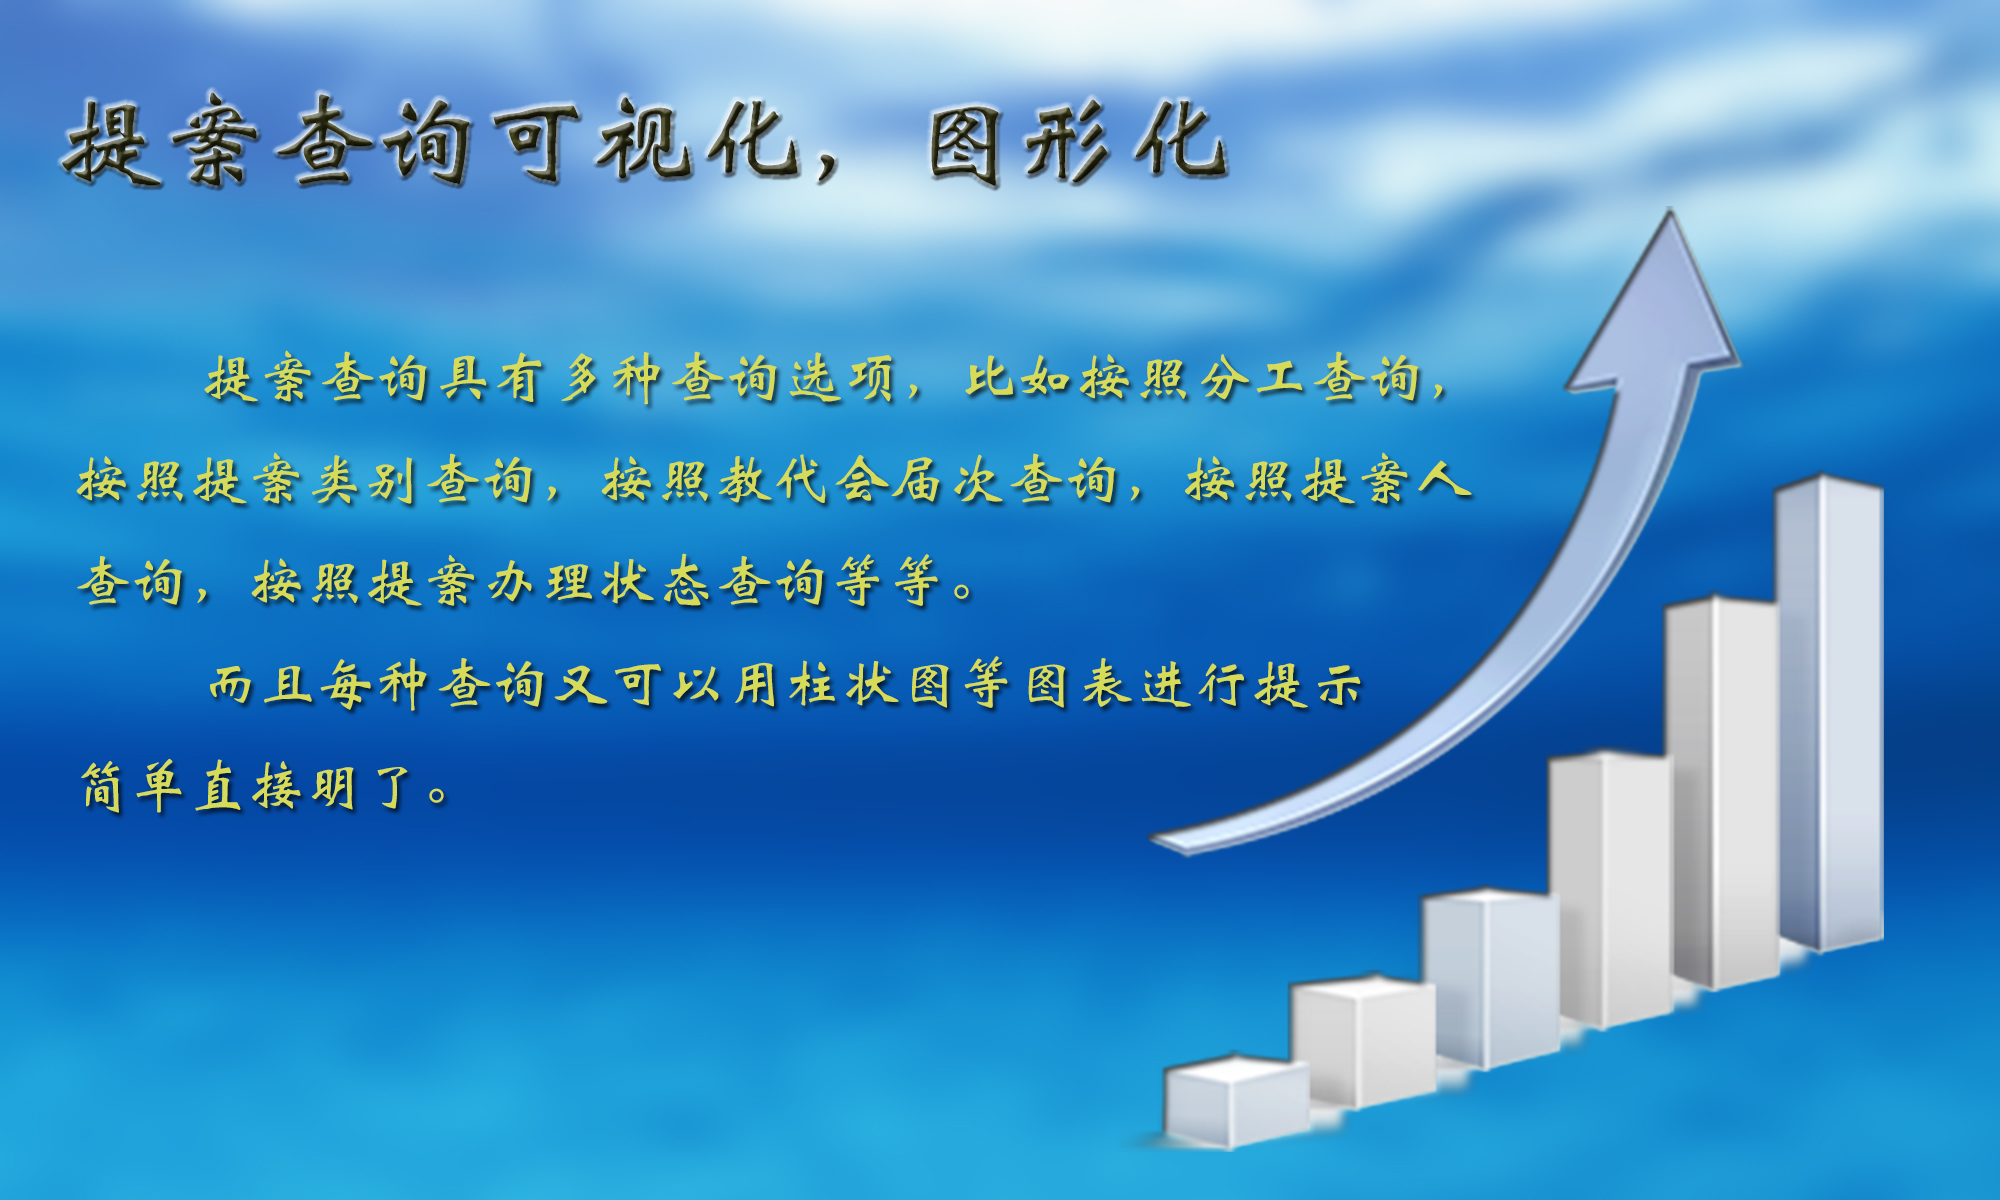 提案查询可视化，图形化
提案查询具有多种查询选项，比如按照分工查询，
按照提案类别查询，按照教代会届次查询，按照提案人
查询，按照提案办理状态查询等等。
而且每种查询又可以用柱状图等图表进行提示
简单直接明了。